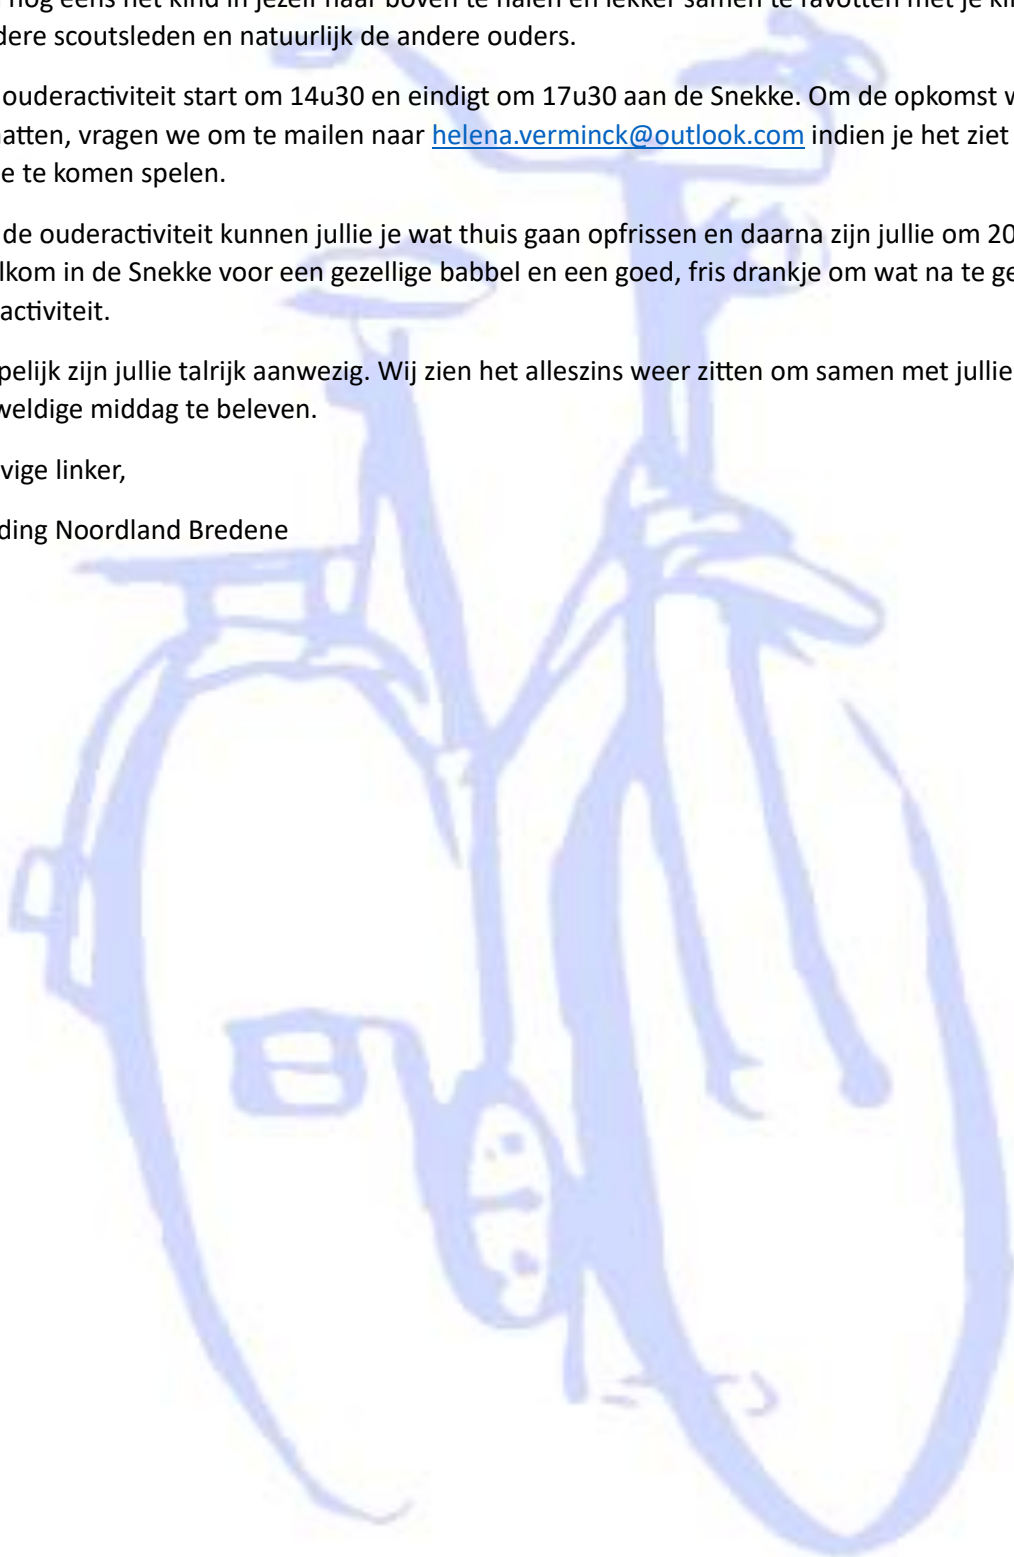 nog eens het kind in jezelf naar boven te halen en lekker samen te ravotten met je
dere scoutsleden en natuurlijk de andere ouders.
ouderactiviteit start om 14u30 en eindigt om 17u30 aan de Snekke. Om de opkomst
atten, vragen we om te mailen naar helena.verminck@outlook.com indien je het ziet
e te komen spelen.
de ouderactiviteit kunnen jullie je wat thuis gaan opfrissen en daarna zijn jullie om 20
lkom in de Snekke voor een gezellige babbel en een goed, fris drankje om wat na te ge
activiteit.
pelijk zijn jullie talrijk aanwezig. Wij zien het alleszins weer zitten om samen met jullie
weldige middag te beleven.
vige linker,
ding Noordland Bredene